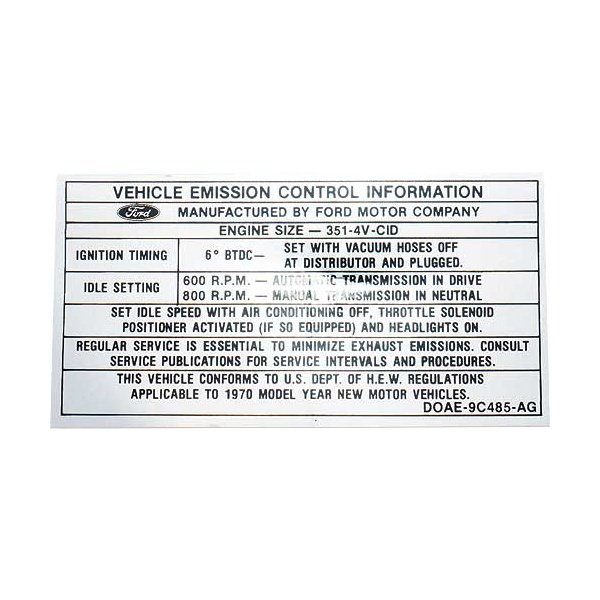 VEHICLE EMISSION CONTROL INFORMATION
Ford MANUFACTURED BY FORD MOTOR COMPANY
ENGINE SIZE — 351-4V-CID
IGNITION TIMING 6° BTDC— SET WITH VACUUM HOSES OFF
AT DISTRIBUTOR AND PLUGGED.
IDLE SETTING 600 R.P.M. — AUTOMATIC TRANSMISSION IN DRIVE
800 R.P.M. — MANUAL TRANSMISSION IN NEUTRAL
SET IDLE SPEED WITH AIR CONDITIONING OFF, THROTTLE SOLENOID
POSITIONER ACTIVATED (IF SO EQUIPPED) AND HEADLIGHTS ON.
REGULAR SERVICE IS ESSENTIAL TO MINIMIZE EXHAUST EMISSIONS. CONSULT
SERVICE PUBLICATIONS FOR SERVICE INTERVALS AND PROCEDURES.
THIS VEHICLE CONFORMS TO U.S. DEPT. OF H.E.W. REGULATIONS
APPLICABLE TO 1970 MODEL YEAR NEW MOTOR VEHICLES.
DOAE-9C485-AG